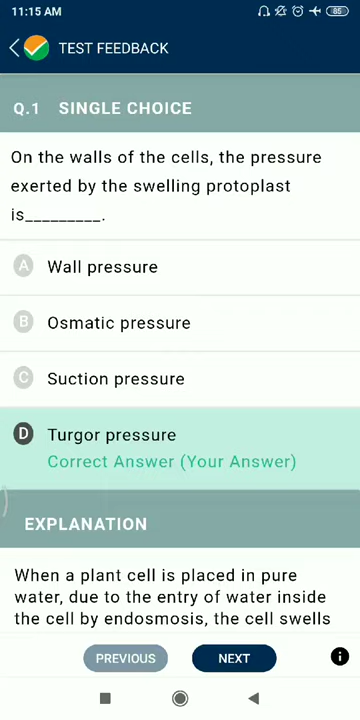 11:15 AM
85
TEST FEEDBACK
Q.1 SINGLE CHOICE
On the walls of the cells, the pressure
exerted by the swelling protoplast
is_________.
A Wall pressure
B Osmatic pressure
C Suction pressure
D Turgor pressure
Correct Answer (Your Answer)
EXPLANATION
When a plant cell is placed in pure
water, due to the entry of water inside
the cell by endosmosis, the cell swells
PREVIOUS
NEXT